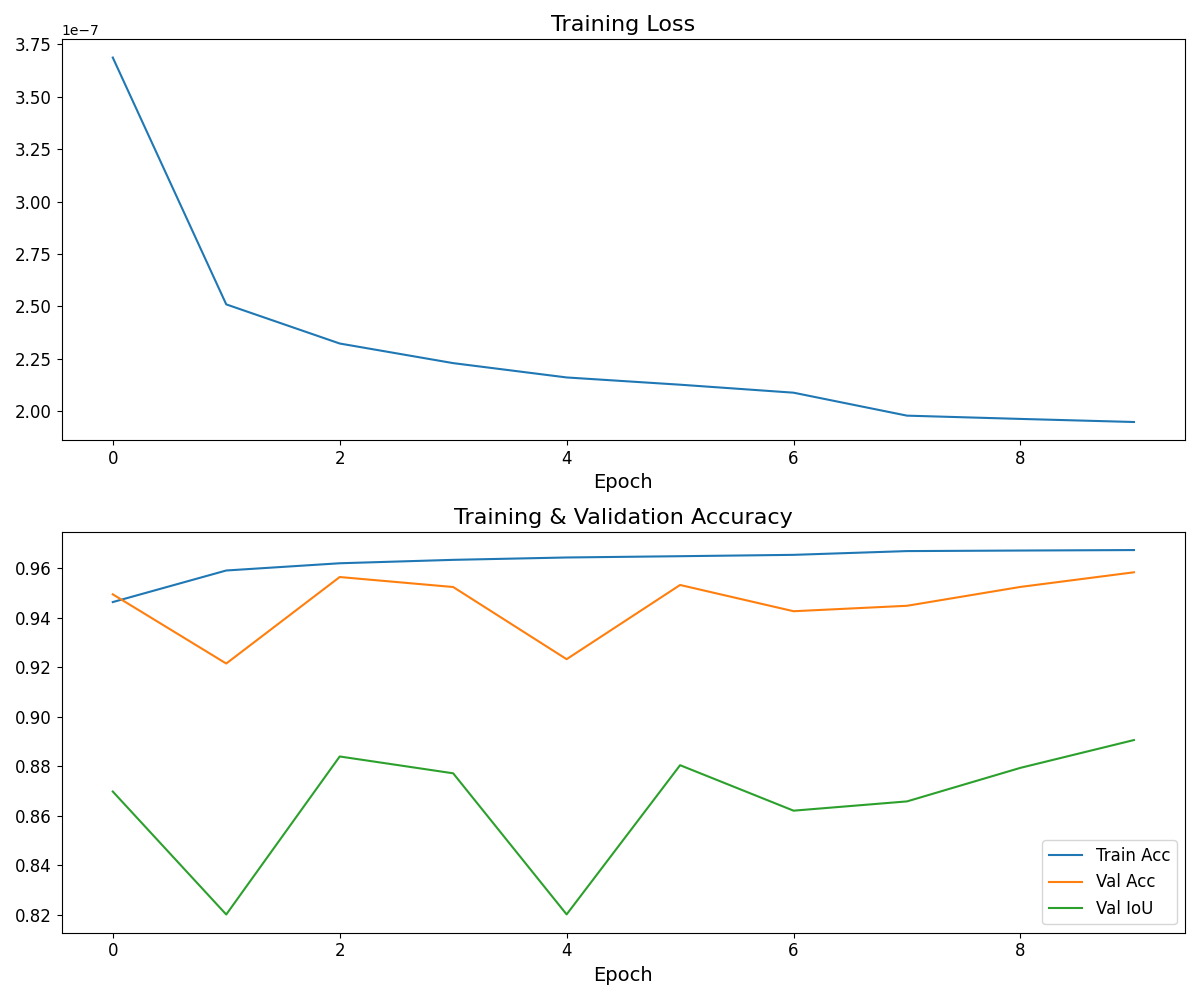 Training Loss
1e−7
3.75
3.50
3.25
3.00
2.75
2.50
2.25
2.00
0 2 4 6 8
Epoch
Training & Validation Accuracy
0.96
0.94
0.92
0.90
0.88
0.86
0.84
0.82
Train Acc
Val Acc
Val IoU
0 2 4 6 8
Epoch